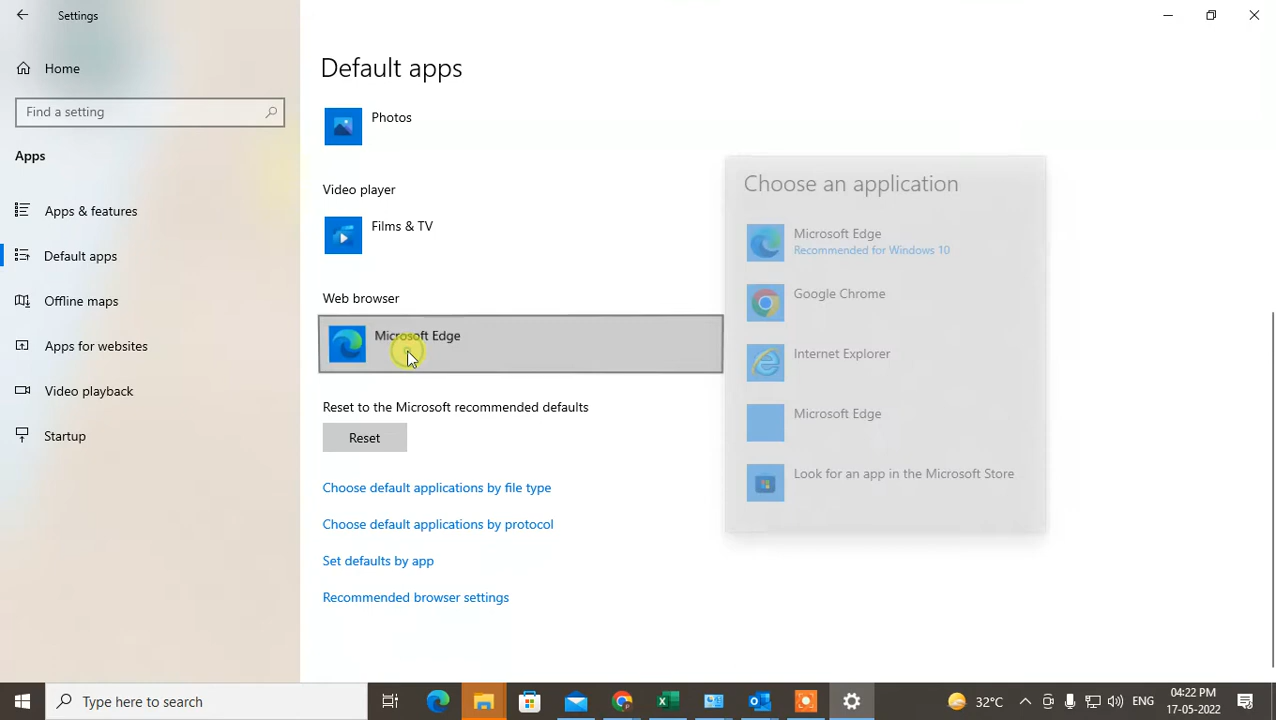 Settings
Home
Find a setting
Apps
Apps & features
Default apps
Offline maps
Apps for websites
Video playback
Startup
Default apps
Photos
Video player
Films & TV
Web browser
Microsoft Edge
Reset to the Microsoft recommended defaults
Reset
Choose default applications by file type
Choose default applications by protocol
Set defaults by app
Recommended browser settings
Choose an application
Microsoft Edge
Recommended for Windows 10
Google Chrome
Internet Explorer
Microsoft Edge
Look for an app in the Microsoft Store
Type here to search
32°C
ENG
04:22 PM
17-05-2022